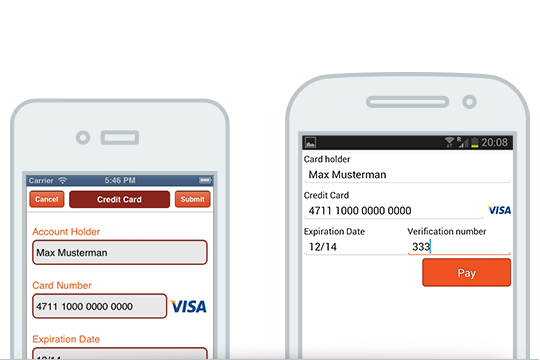 Carrier 5:46 PM
Cancel Credit Card Submit
Account Holder
Max Musterman
Card Number
4711 1000 0000 0000 VISA
Expiration Date
12/14
R 20:08
Card holder
Max Musterman
Credit Card
4711 1000 0000 0000 VISA
Expiration Date Verification number
12/14 333
Pay